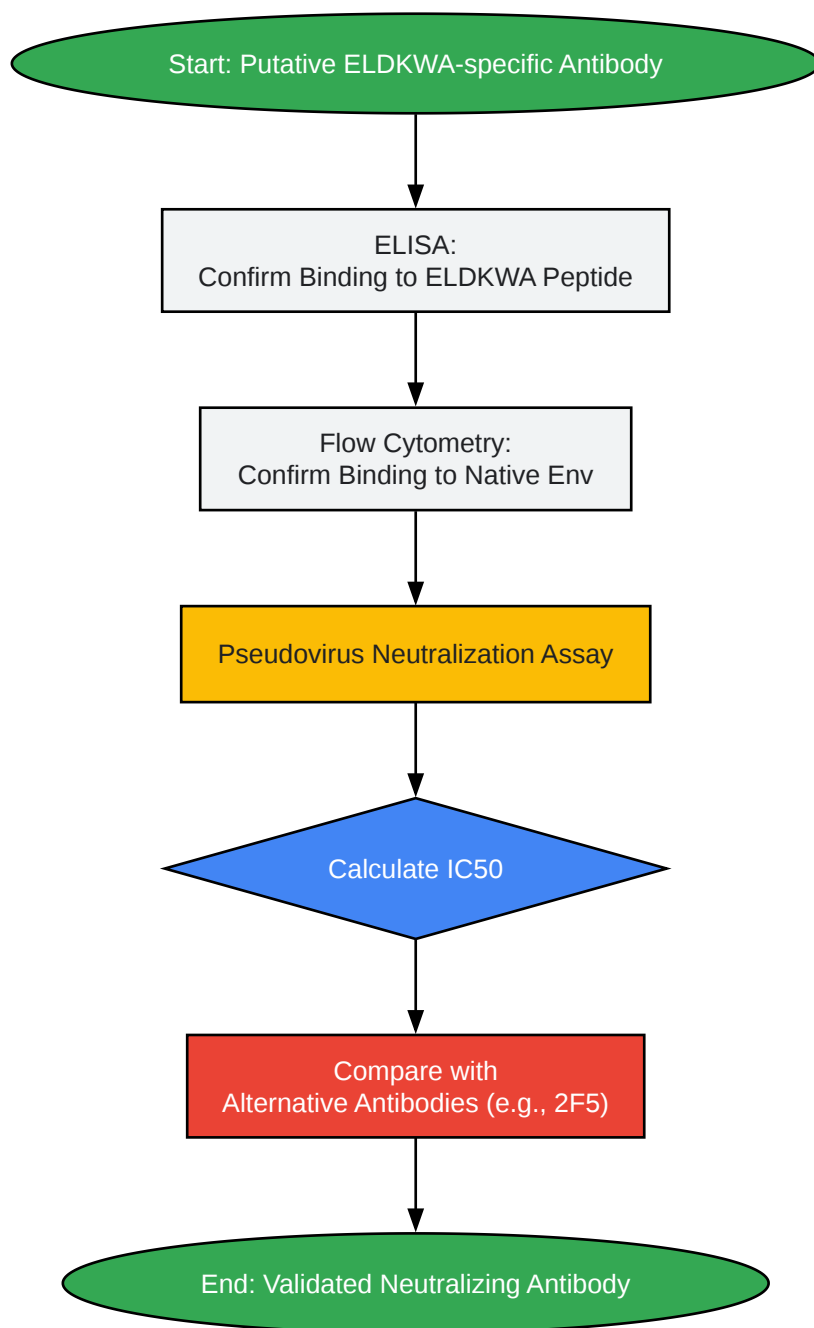 Start: Putative ELDKWA-specific Antibody
ELISA:
Confirm Binding to ELDKWA Peptide
Flow Cytometry:
Confirm Binding to Native Env
Pseudovirus Neutralization Assay
Calculate IC50
Compare with
Alternative Antibodies (e.g., 2F5)
End: Validated Neutralizing Antibody